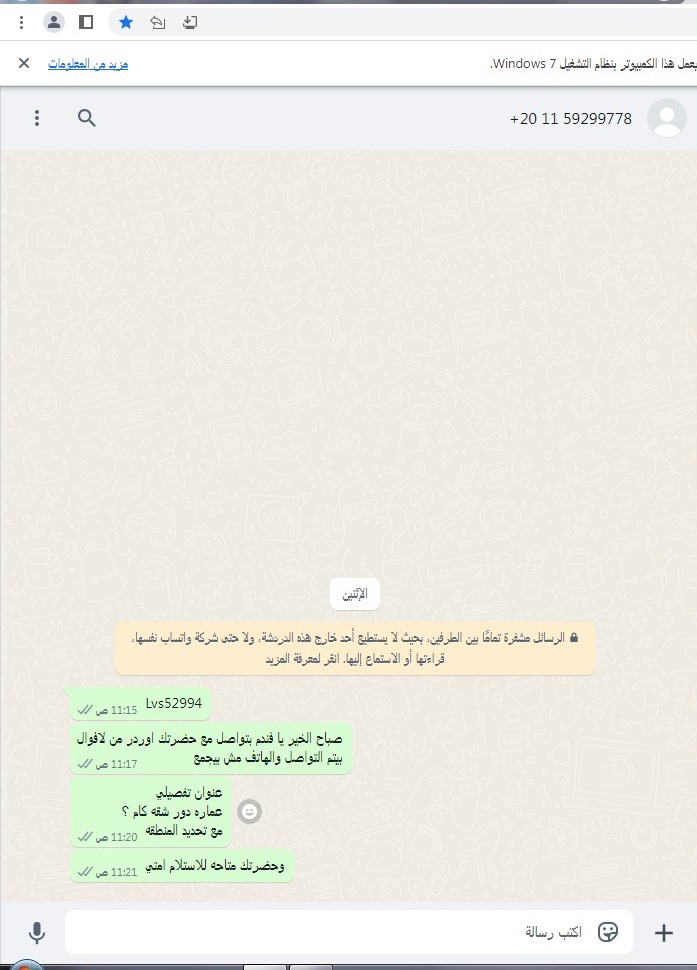 يعمل هذا الكمبيوتر بنظام التشغيل Windows 7.
مزيد من المعلومات
+20 11 59299778
الإثنين
الرسائل مشفرة تمامًا بين الطرفين، بحيث لا يستطيع أحد خارج هذه الدردشة، ولا حتى شركة واتساب نفسها،
قراءتها أو الاستماع إليها. انقر لمعرفة المزيد
Lvs52994
11:15 ص
صباح الخير يا فندم بتواصل مع حضرتك اوردر من لافوال
بيتم التواصل والهاتف مش بيجمع
11:17 ص
عنوان تفصيلي
عماره دور شقه كام ؟
مع تحديد المنطقه
11:20 ص
وحضرتك متاحه للاستلام امتي
11:21 ص
اكتب رسالة